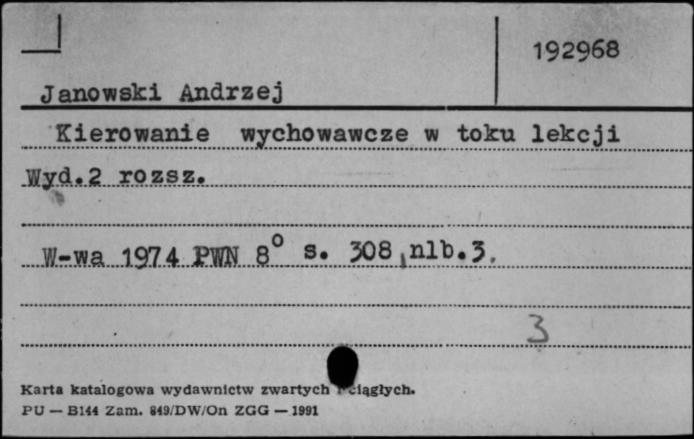 192968
Janowski Andrzej
Kierowanie wychowawcze w toku lekcji
Wyd.2 rozsz.
W-wa 1974 PWN 8° s. 308, nlb.3.
3
Karta katalogowa wydawnictw zwartych ciągłych.
PU — B144 Zam. 849/DW/On ZGG — 1991